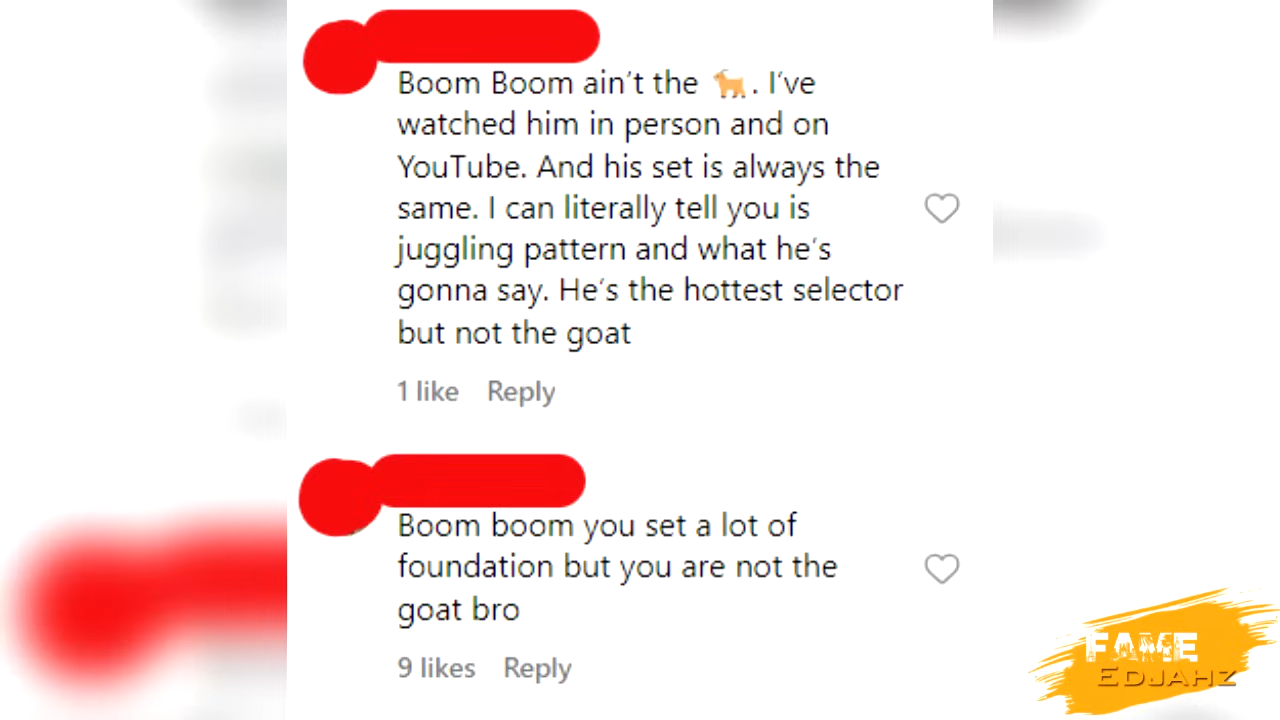 Boom Boom ain't the 🐐. I've
watched him in person and on
YouTube. And his set is always the
same. I can literally tell you is
juggling pattern and what he's
gonna say. He's the hottest selector
but not the goat
1 like Reply
Boom boom you set a lot of
foundation but you are not the
goat bro
9 likes Reply
FAME
EDJAHZ